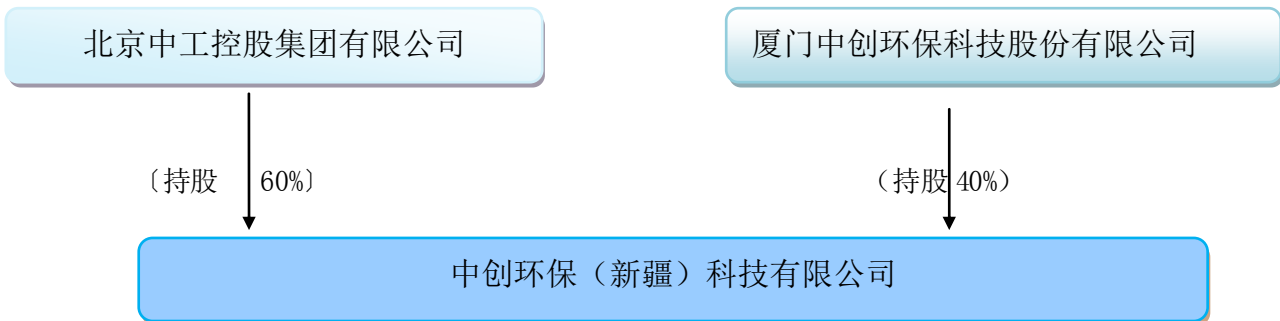 北京中工控股集团有限公司
厦门中创环保科技股份有限公司
〔持股 60%〕
（持股 40%）
中创环保（新疆）科技有限公司